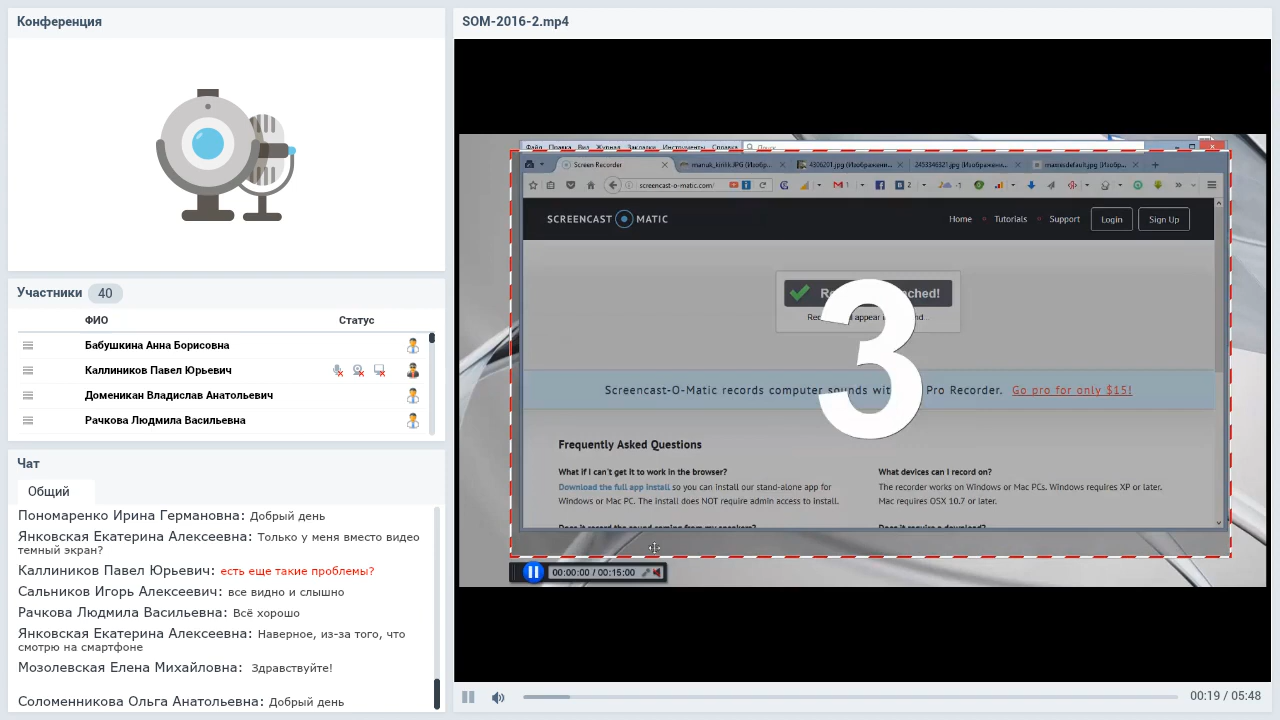 Конференция
Участники 40
ФИО Статус
Бабушкина Анна Борисовна
Каллиников Павел Юрьевич
Доменикан Владислав Анатольевич
Рачкова Людмила Васильевна
Чат
Общий
Пономаренко Ирина Германовна: Добрый день
Янковская Екатерина Алексеевна: Только у меня вместо видео
темный экран?
Каллиников Павел Юрьевич: есть еще такие проблемы?
Сальников Игорь Алексеевич: все видно и слышно
Рачкова Людмила Васильевна: Всё хорошо
Янковская Екатерина Алексеевна: Наверное, из-за того, что
смотрю на смартфоне
Мозолевская Елена Михайловна: Здравствуйте!
Соломенникова Ольга Анатольевна: Добрый день
SOM-2016-2.mp4
Файл Правка Вид Журнал Закладки Инструменты Справка Поиск
Screen Recorder
screencast-o-matic.com/
SCREENCAST MATIC
Home Tutorials Support Login Sign Up
3
Screencast-O-Matic records computer sounds Pro Recorder. Go pro for only $15!
Frequently Asked Questions
What if I can't get it to work in the browser?
Download the full app install so you can install our stand-alone app for
Windows or Mac PC. The install does NOT require admin access to install.
What devices can I record on?
The recorder works on Windows or Mac PCs. Windows requires XP or later.
Mac requires OSX 10.7 or later.
00:00:00 / 00:15:00
00:19 / 05:48